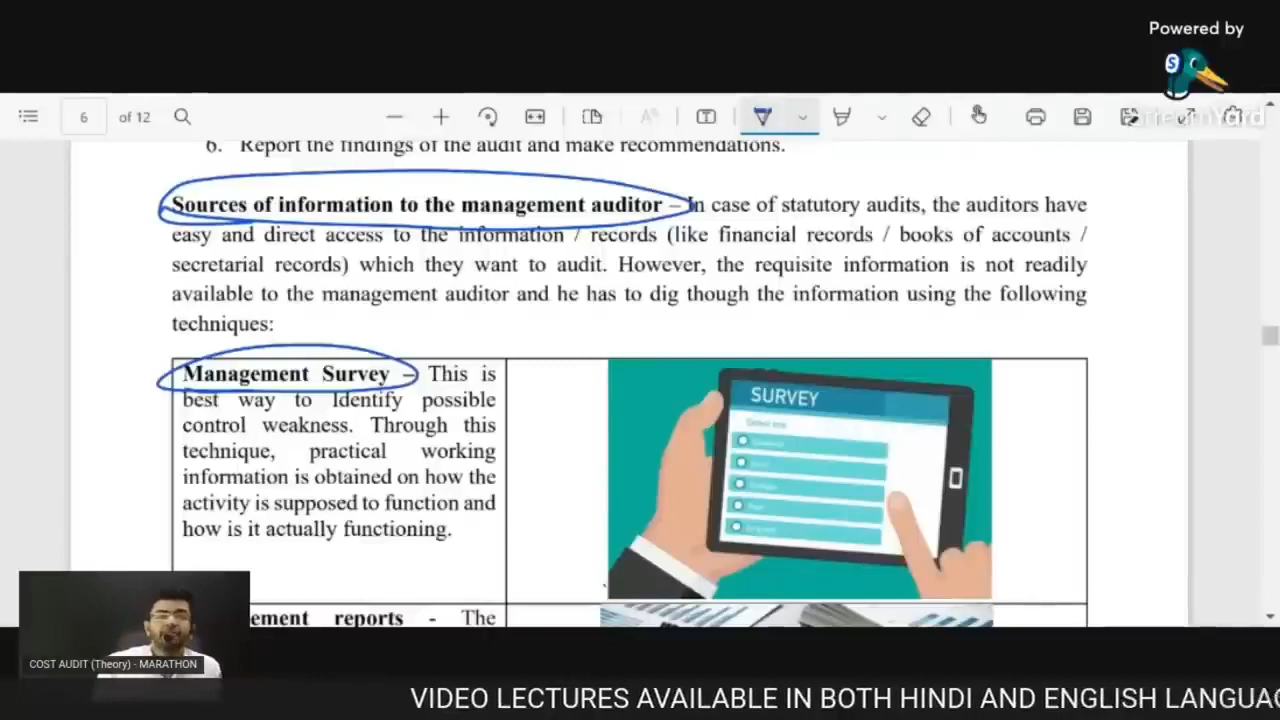 Powered by
S
6 of 12
6. Report the findings of the audit and make recommendations.
Sources of information to the management auditor – In case of statutory audits, the auditors have
easy and direct access to the information / records (like financial records / books of accounts /
secretarial records) which they want to audit. However, the requisite information is not readily
available to the management auditor and he has to dig though the information using the following
techniques:
Management Survey – This is
best way to Identify possible
control weakness. Through this
technique, practical working
information is obtained on how the
activity is supposed to function and
how is it actually functioning.
SURVEY
ement reports - The
COST AUDIT (Theory) - MARATHON
VIDEO LECTURES AVAILABLE IN BOTH HINDI AND ENGLISH LANGUA